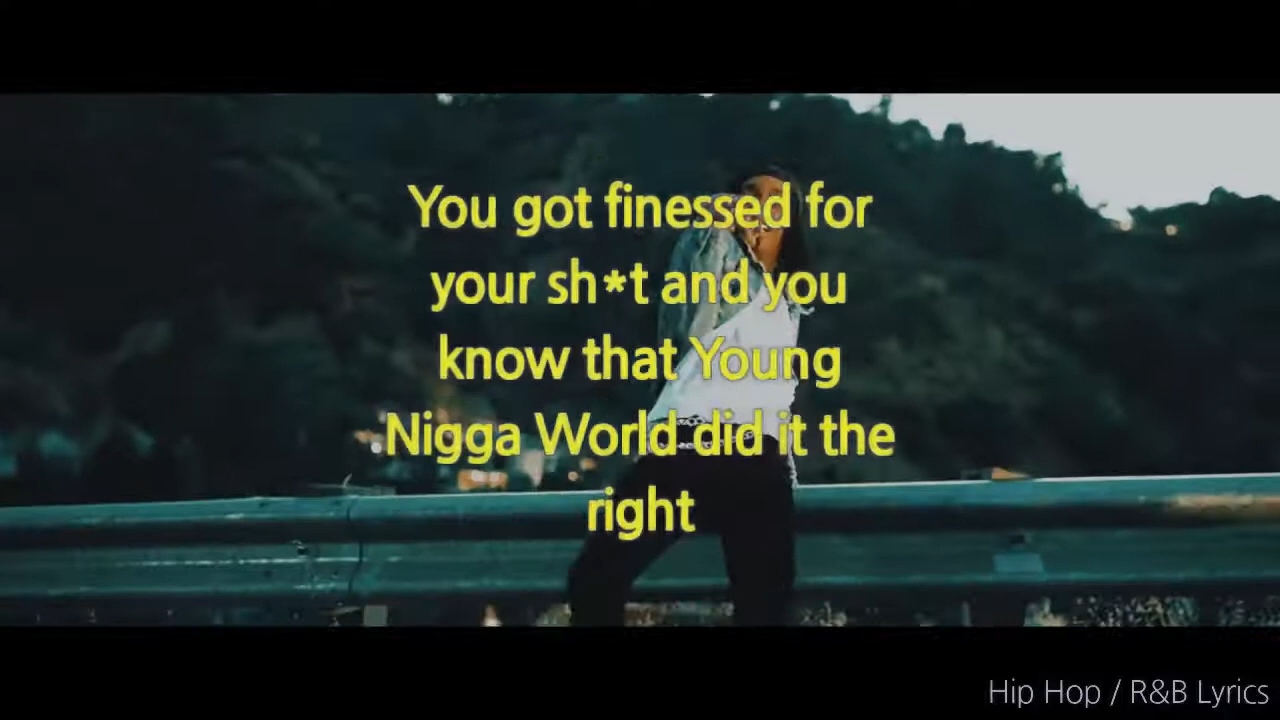 You got finessed for
your sh*t and you
know that Young
Nigga World did it the
right
Hip Hop / R&B Lyrics